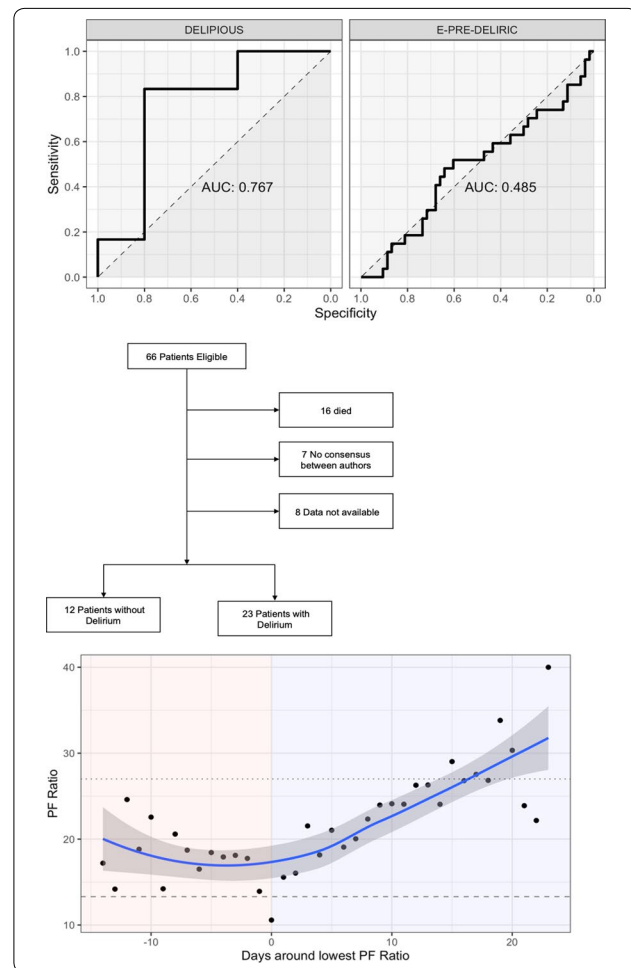 DELIPIOUS
E-PRE-DELIRIC
1.0
0.8
0.6
0.4
0.2
0.0
Sensitivity
AUC: 0.767
AUC: 0.485
1.0 0.8 0.6 0.4 0.2 0.0
1.0 0.8 0.6 0.4 0.2 0.0
Specificity
66 Patients Eligible
16 died
7 No consensus
between authors
8 Data not available
12 Patients without
Delirium
23 Patients with
Delirium
40
30
20
10
PF Ratio
-10 0 10 20
Days around lowest PF Ratio